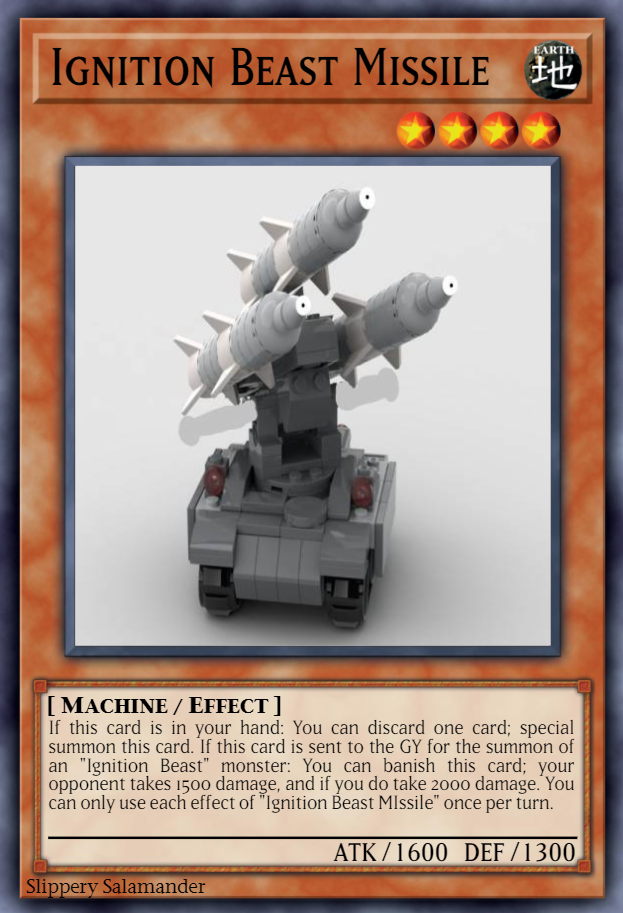 Ignition Beast Missile
EARTH
地
[ Machine / Effect ]
If this card is in your hand: You can discard one card; special
summon this card. If this card is sent to the GY for the summon of
an "Ignition Beast" monster: You can banish this card; your
opponent takes 1500 damage, and if you do take 2000 damage. You
can only use each effect of "Ignition Beast MIssile" once per turn.
ATK / 1600 DEF / 1300
Slippery Salamander